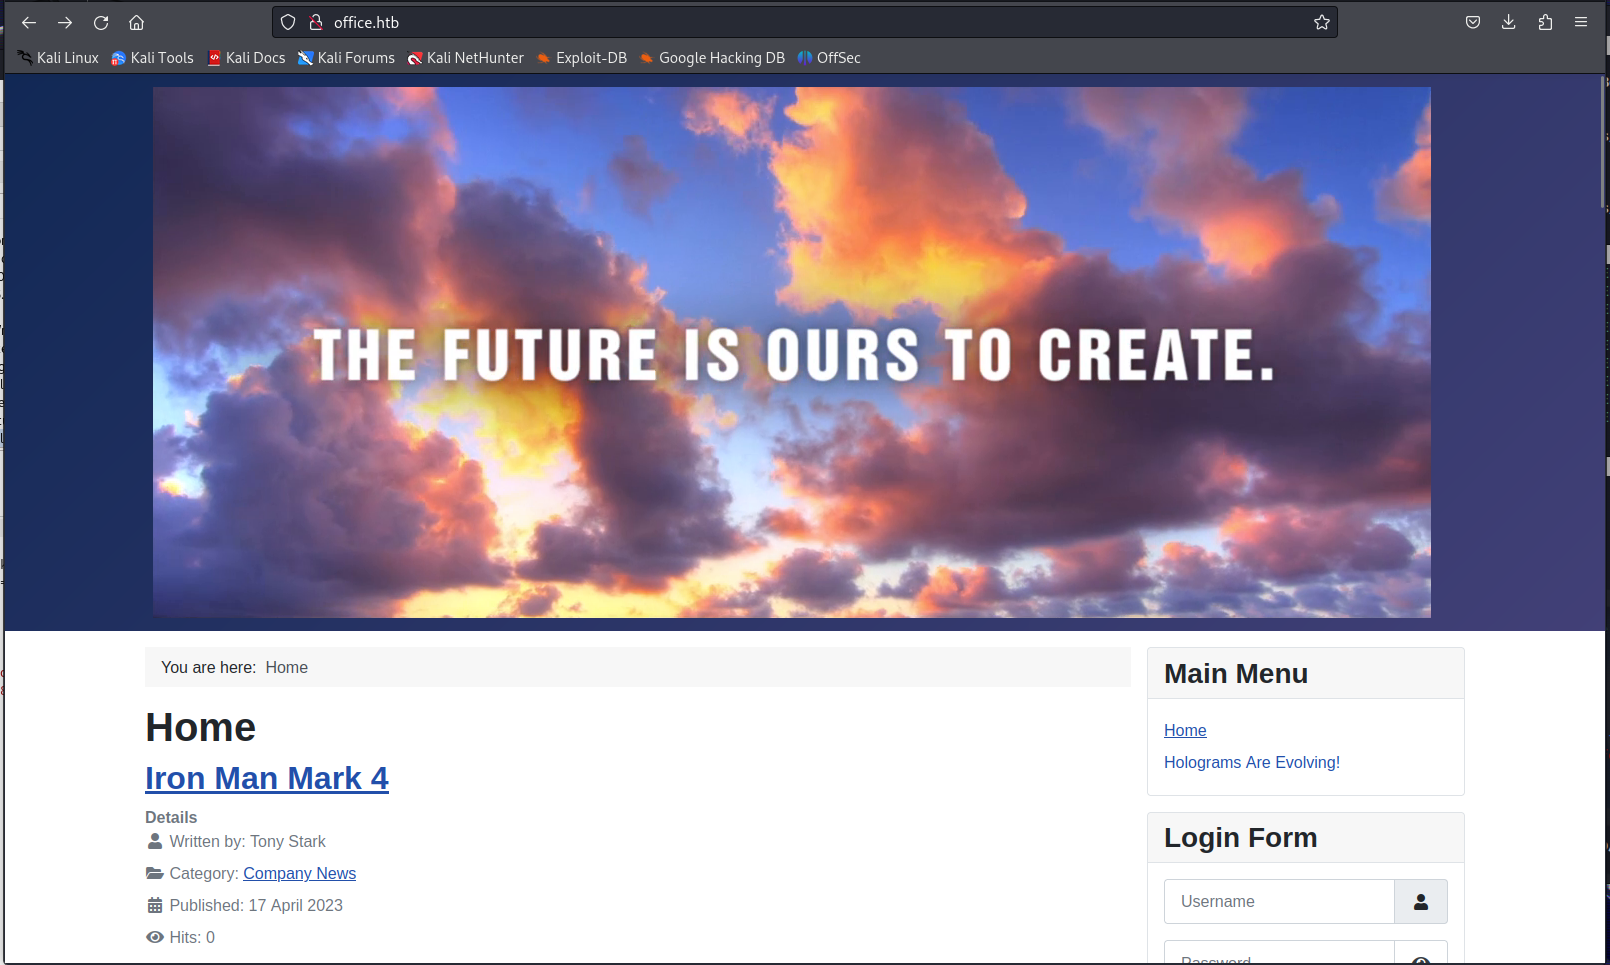 office.htb
Kali Linux Kali Tools Kali Docs Kali Forums Kali NetHunter Exploit-DB Google Hacking DB OffSec
THE FUTURE IS OURS TO CREATE.
You are here: Home
Home
Iron Man Mark 4
Details
Written by: Tony Stark
Category: Company News
Published: 17 April 2023
Hits: 0
Main Menu
Home
Holograms Are Evolving!
Login Form
Username
Password